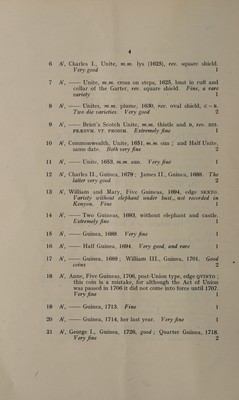 4
6 N, Charles I., Unite, m.m. lys (1625), rev. square shield.
Very good 1
7 N, —— Unite, m.m. cross on steps, 1625, bust in ruff and
collar of the Garter, rev. square shield. Fine, a rare
variety 1
8 N, —— Unites, m.m. plume, 1630, rev. oval shield, C – R.
Two die varieties. Very good 2
9 N, —— Briot's Scotch Unite, m.m. thistle and B, rev. HIS.
PRÆSVM. VT. PROSIM. Extremely fine 1
10 N, Commonwealth, Unite, 1651, m.m. sun; and Half Unite,
same date. Both very fine 2
11 N, —— Unite, 1653, m.m. sun. Very fine 1
12 N, Charles II., Guinea, 1679; James II., Guinea, 1688. The
latter very good 2
13 N, William and Mary, Five Guineas, 1694, edge SEXTO.
Variety without elephant under bust, not recorded in
Kenyon. Fine 1
14 N, —— Two Guineas, 1693, without elephant and castle.
Extremely fine 1
15 N, —— Guinea, 1689. Very fine 1
16 N, —— Half Guinea, 1694. Very good, and rare 1
17 N, —— Guinea, 1689; William III., Guinea, 1701. Good
coins 2
18 N, Anne, Five Guineas, 1706, post-Union type, edge QVINTO;
this coin is a mistake, for although the Act of Union
was passed in 1706 it did not come into force until 1707.
Very fine 1
19 N, —— Guinea, 1713. Fine 1
20 N, —— Guinea, 1714, her last year. Very fine 1
21 N, George I., Guinea, 1726, good; Quarter Guinea, 1718.
Very fine 2